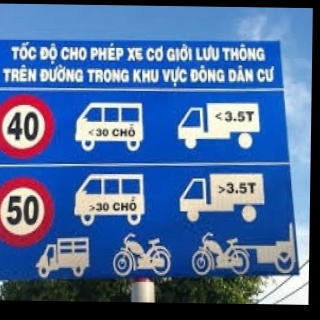 TỐC ĐỘ CHO PHÉP XE CƠ GIỚI LƯU THÔNG
TRÊN ĐƯỜNG TRONG KHU VỰC ĐÔNG DÂN CƯ
40 <30 CHỖ <3.5T
50 >30 CHỖ >3.5T